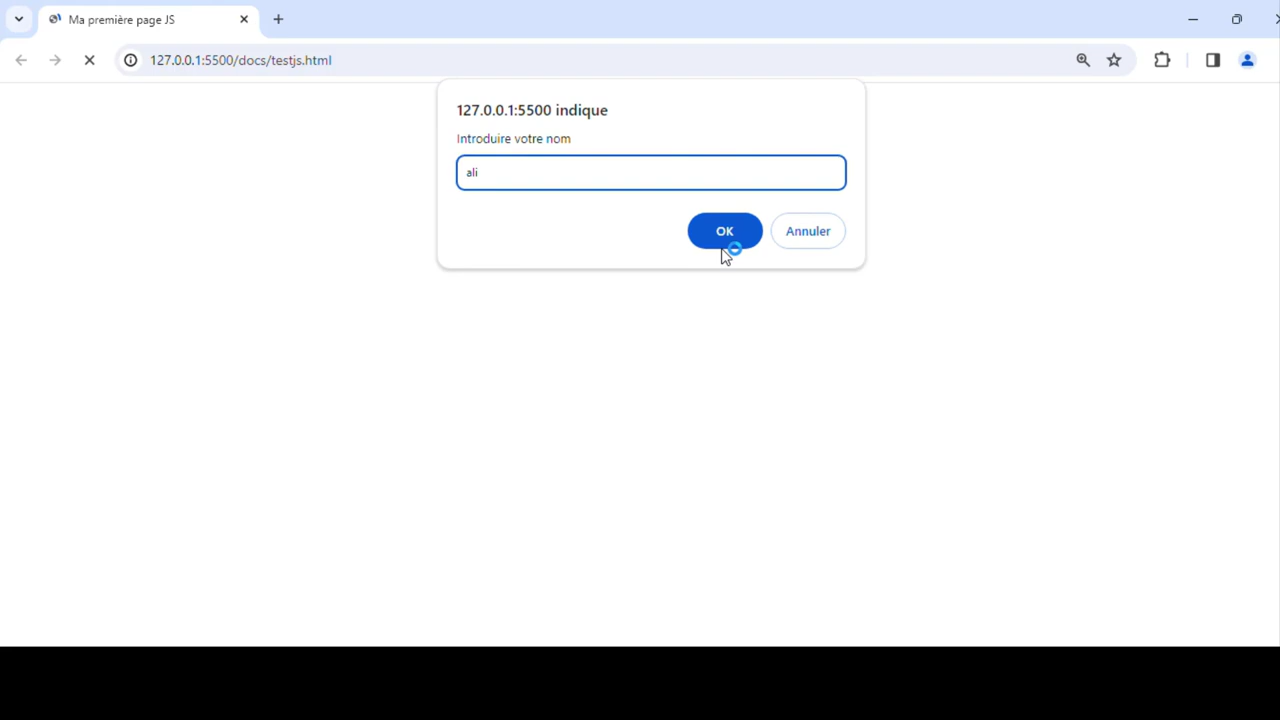 Ma première page JS
127.0.0.1:5500/docs/testjs.html
127.0.0.1:5500 indique
Introduire votre nom
ali
OK
Annuler